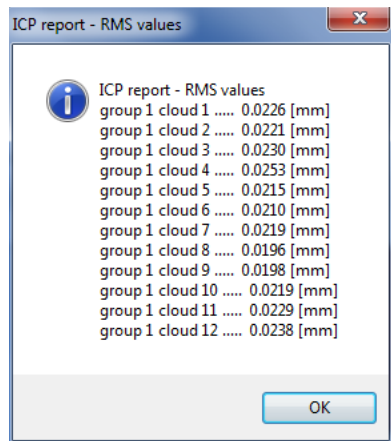 ICP report - RMS values
ICP report - RMS values
group 1 cloud 1 ..... 0.0226 [mm]
group 1 cloud 2 ..... 0.0221 [mm]
group 1 cloud 3 ..... 0.0230 [mm]
group 1 cloud 4 ..... 0.0253 [mm]
group 1 cloud 5 ..... 0.0215 [mm]
group 1 cloud 6 ..... 0.0210 [mm]
group 1 cloud 7 ..... 0.0219 [mm]
group 1 cloud 8 ..... 0.0196 [mm]
group 1 cloud 9 ..... 0.0198 [mm]
group 1 cloud 10 ..... 0.0219 [mm]
group 1 cloud 11 ..... 0.0229 [mm]
group 1 cloud 12 ..... 0.0238 [mm]
OK